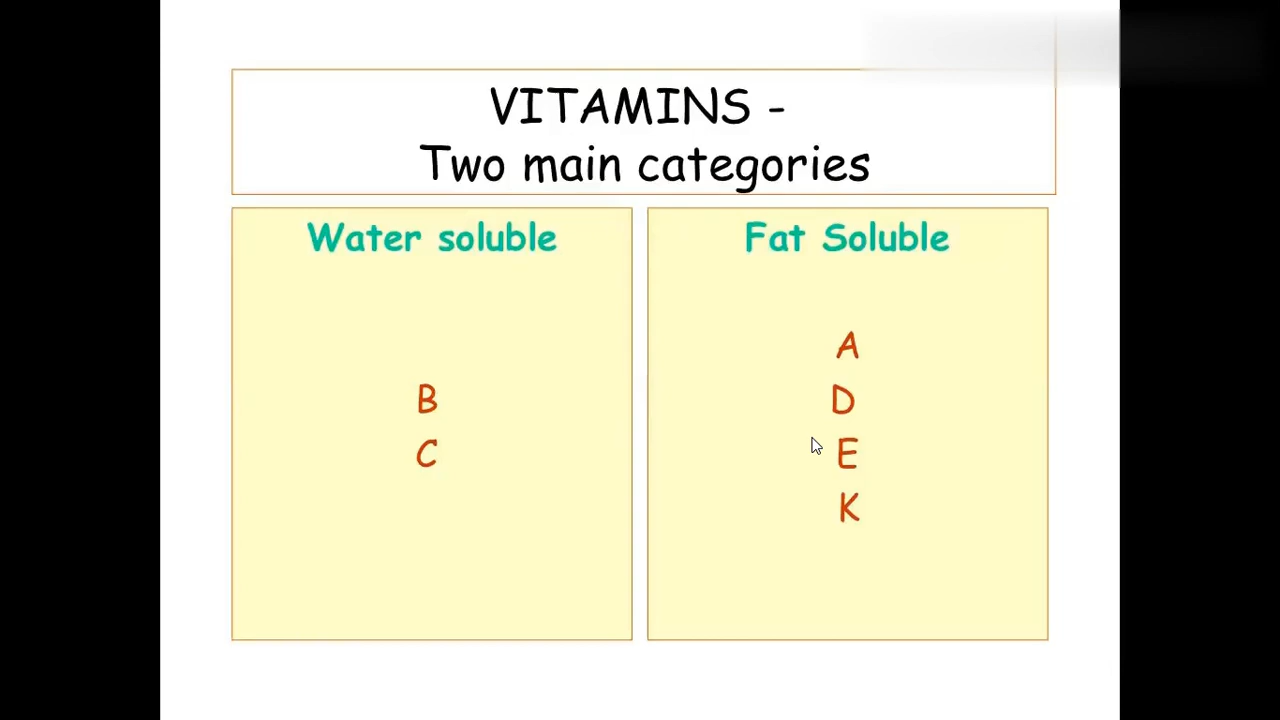 VITAMINS -
Two main categories
Water soluble
B
C
Fat Soluble
A
D
E
K